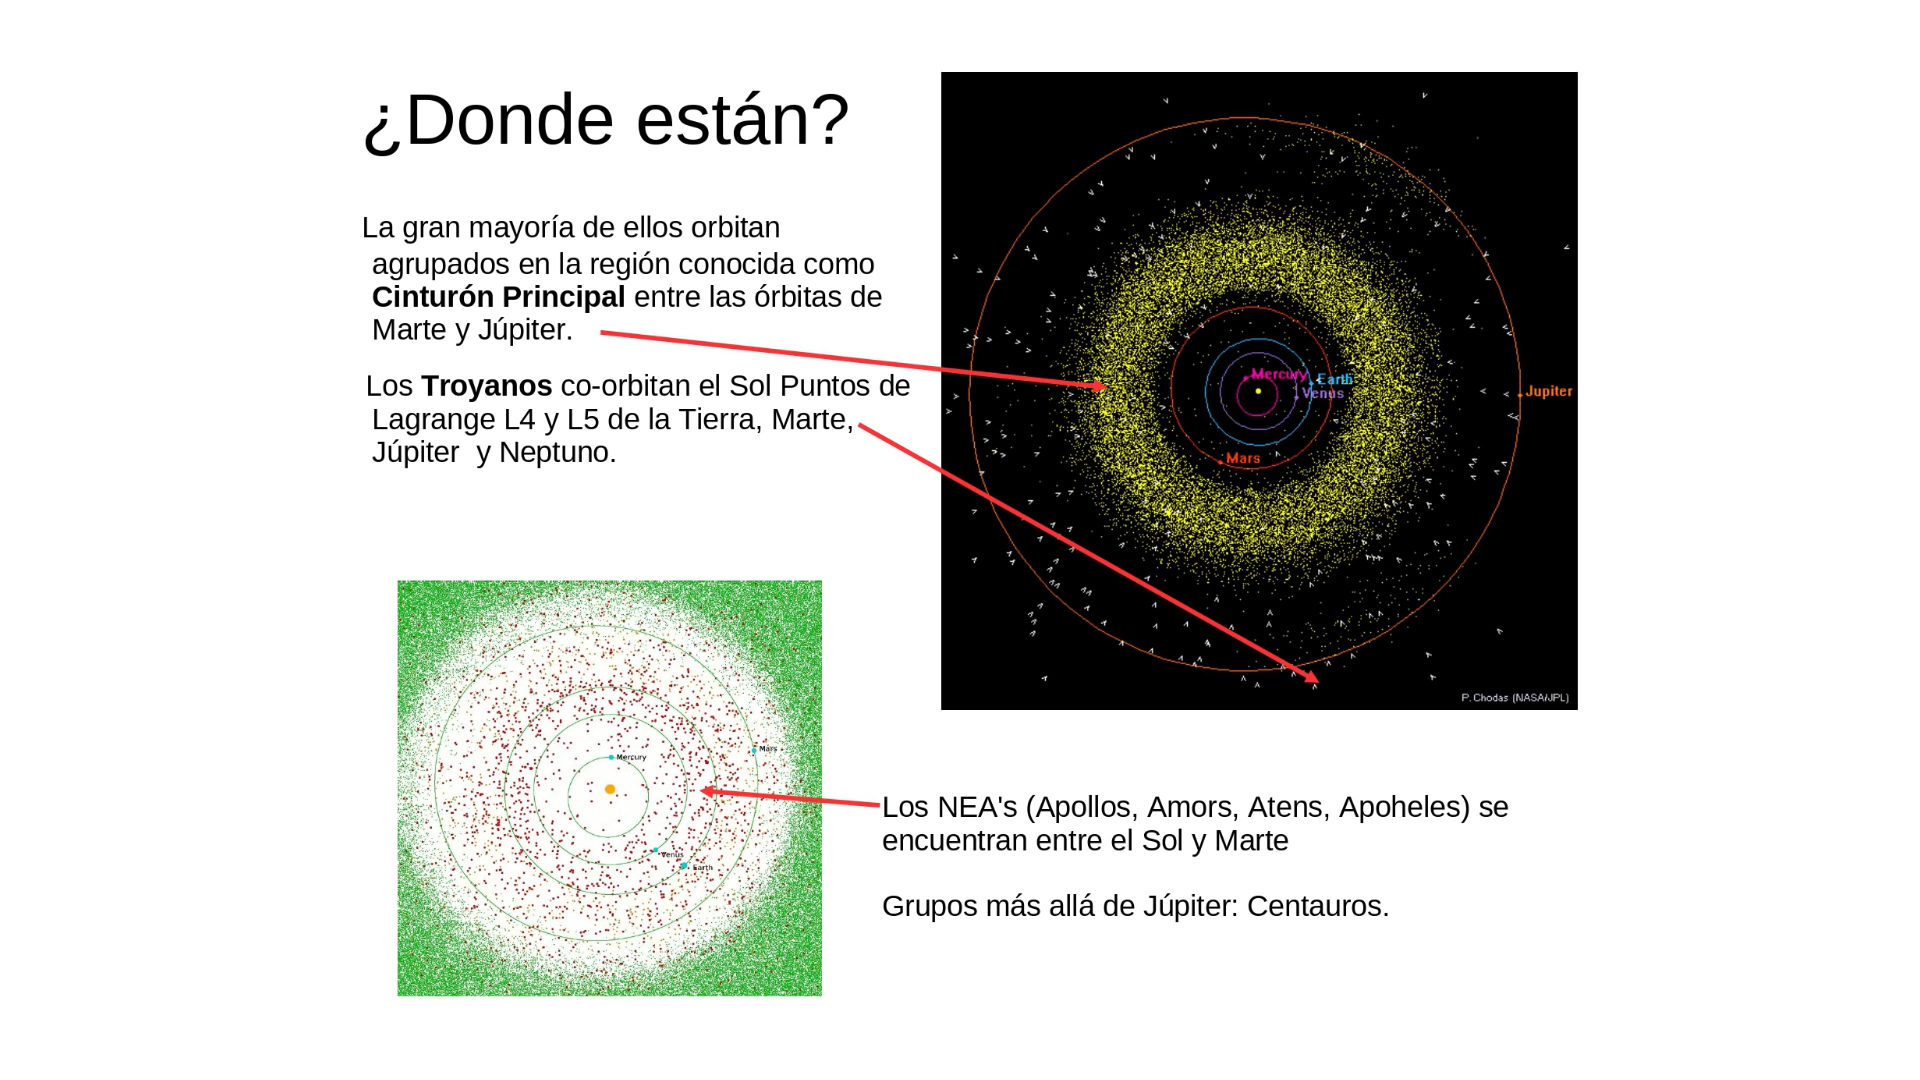 ¿Donde están?
La gran mayoría de ellos orbitan
agrupados en la región conocida como
Cinturón Principal entre las órbitas de
Marte y Júpiter.
Los Troyanos co-orbitan el Sol Puntos de
Lagrange L4 y L5 de la Tierra, Marte,
Júpiter y Neptuno.
Mercury
Earth
Venus
Jupiter
Mars
P. Chodas (NASA/JPL)
Mars
Mercury
Venus
Earth
Los NEA's (Apollos, Amors, Atens, Apoheles) se
encuentran entre el Sol y Marte
Grupos más allá de Júpiter: Centauros.